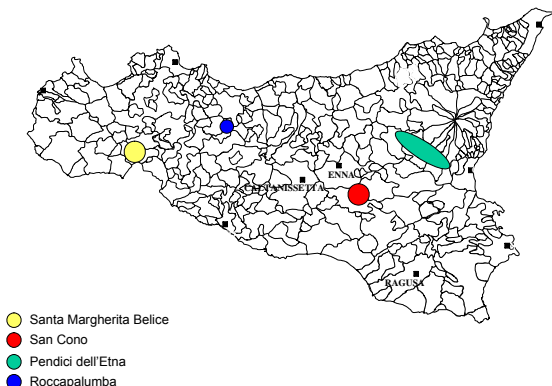 ENNA
CALTANISSETTA
RAGUSA
Santa Margherita Belice
San Cono
Pendici dell'Etna
Roccapalumba